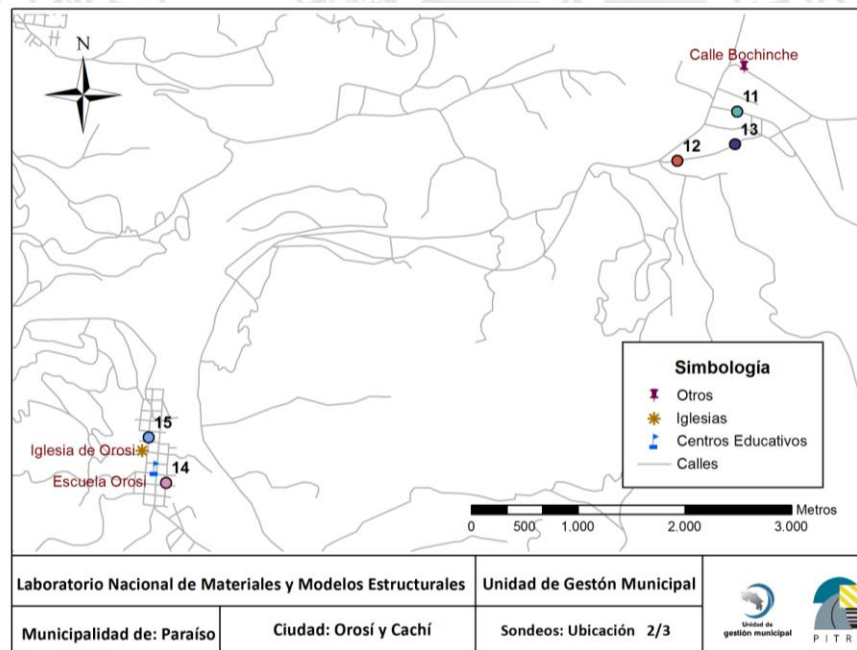 N
Calle Bochinche
11
13
12
15
Iglesia de Orosi
14
Escuela Orosi
Simbología
Otros
Iglesias
Centros Educativos
Calles
Metros
0 500 1.000 2.000 3.000
Laboratorio Nacional de Materiales y Modelos Estructurales
Unidad de Gestón Municipal
Municipalidad de: Paraíso
Ciudad: Orosí y Cachí
Sondeos: Ubicación 2/3
Unidad de
gestión municipal
PITR